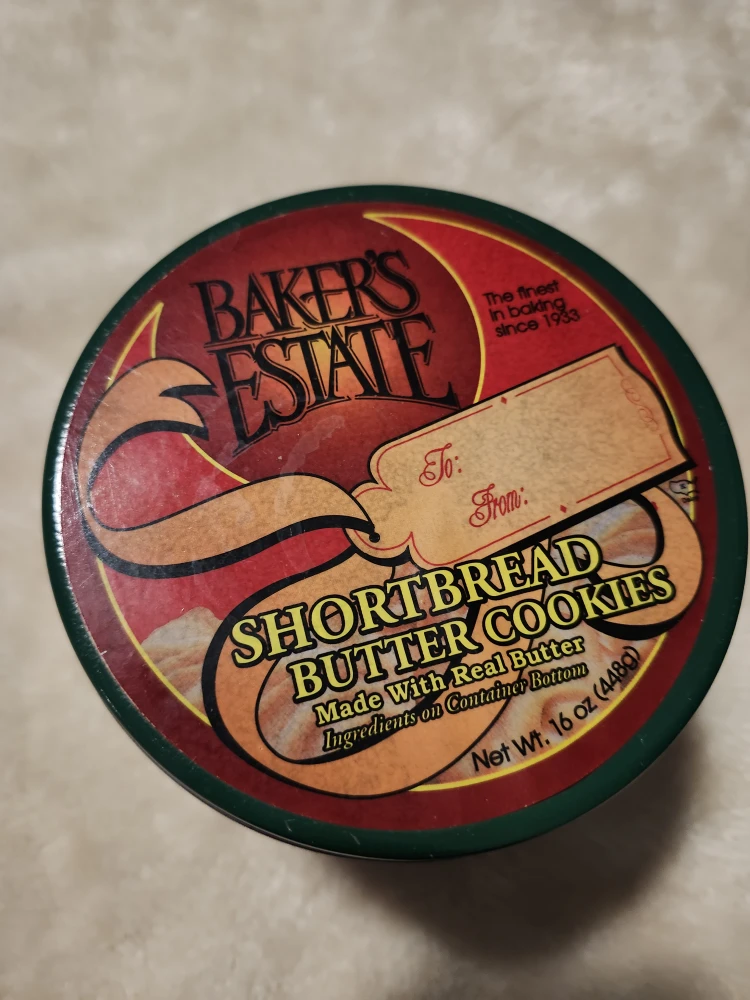 BAKER'S
ESTATE
The finest
in baking
since 1933
To:
From:
SHORTBREAD
BUTTER COOKIES
Made With Real Butter
Ingredients on Container Bottom
Net Wt. 16 oz (448g)